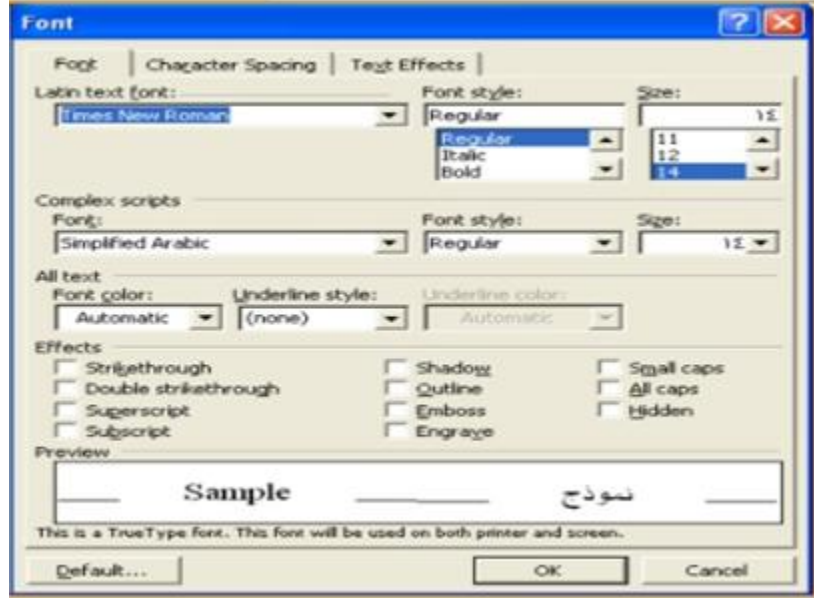 Font
Font Character Spacing Text Effects
Latin text font: Font style: Size:
Times New Roman Regular ١٤
Regular 11
Italic 12
Bold 14
Complex scripts
Font: Font style: Size:
Simplified Arabic Regular ١٤
All text
Font color: Underline style: Underline color:
Automatic (none) Automatic
Effects
Strikethrough Shadow Small caps
Double strikethrough Outline All caps
Superscript Emboss Hidden
Subscript Engrave
Preview
Sample نموذج
This is a TrueType font. This font will be used on both printer and screen.
Default... OK Cancel